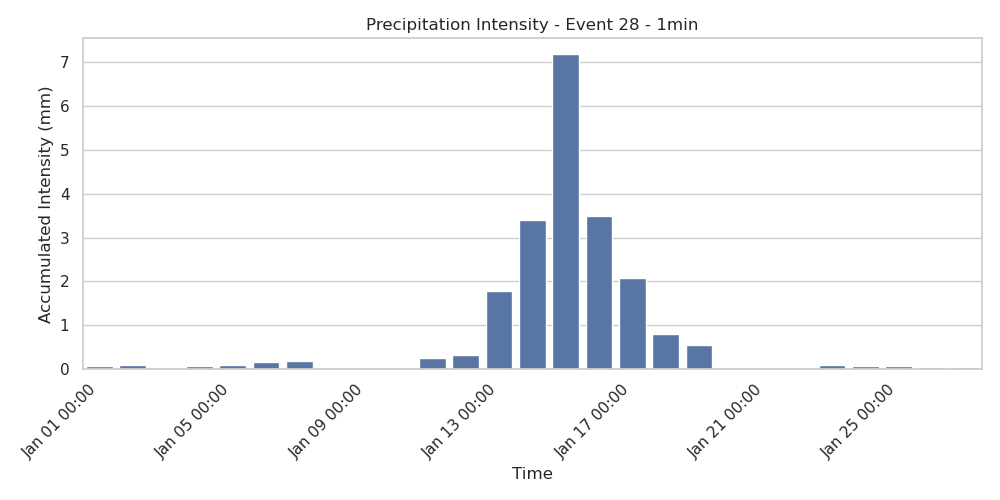 Precipitation Intensity - Event 28 - 1min
Accumulated Intensity (mm)
7
6
5
4
3
2
1
0
Jan 01 00:00
Jan 05 00:00
Jan 09 00:00
Jan 13 00:00
Jan 17 00:00
Jan 21 00:00
Jan 25 00:00
Time